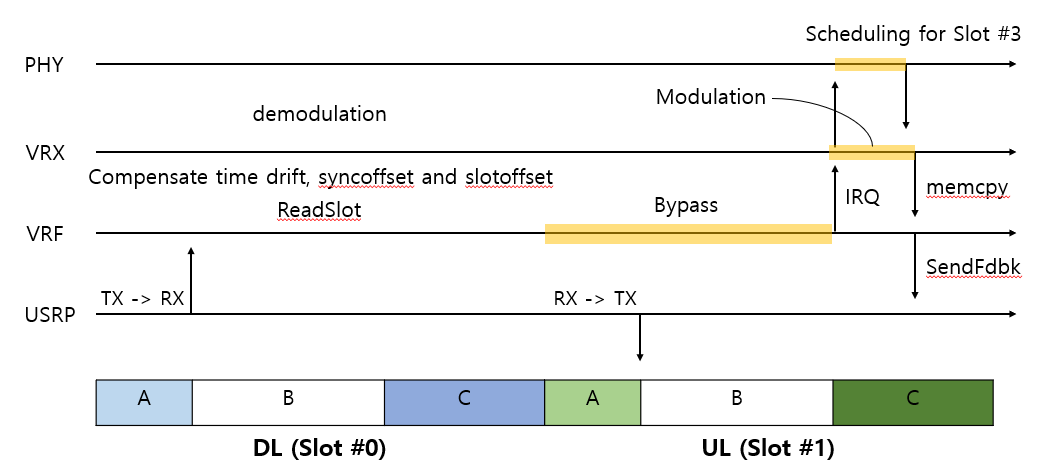 Scheduling for Slot #3
PHY
Modulation
demodulation
VRX
Compensate time drift, syncoffset and slotoffset
memcpy
IRQ
ReadSlot
Bypass
VRF
SendFdbk
TX -> RX
RX -> TX
USRP
A B C A B C
DL (Slot #0) UL (Slot #1)